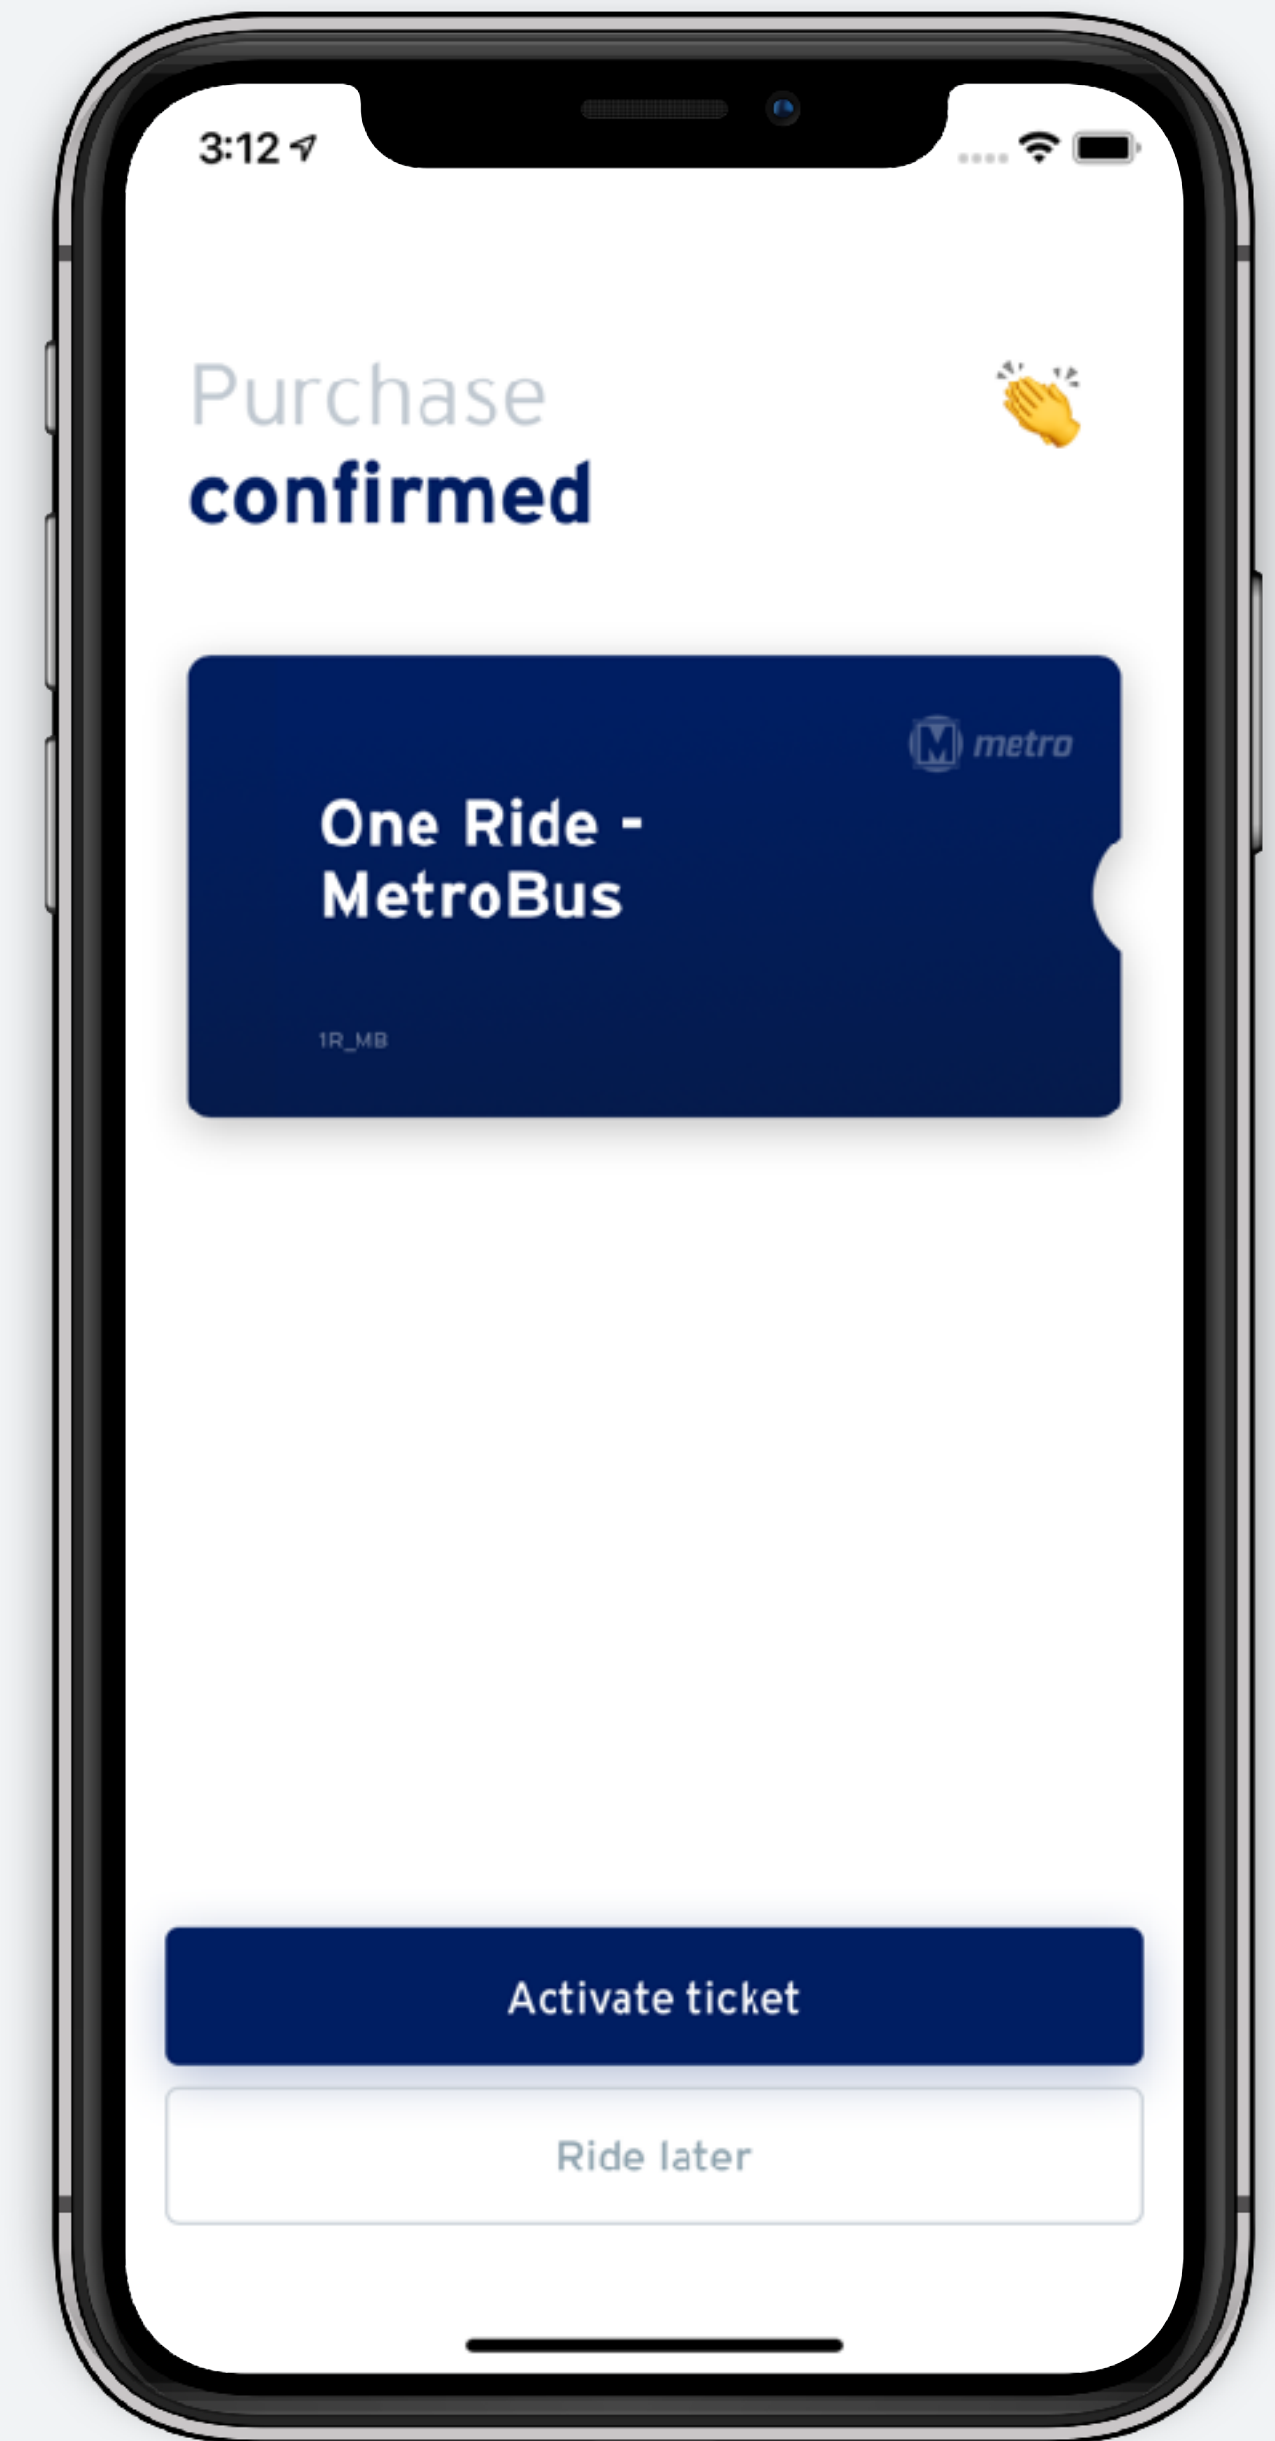 3:12
Purchase
confirmed
metro
One Ride -
MetroBus
1R_MB
Activate ticket
Ride later